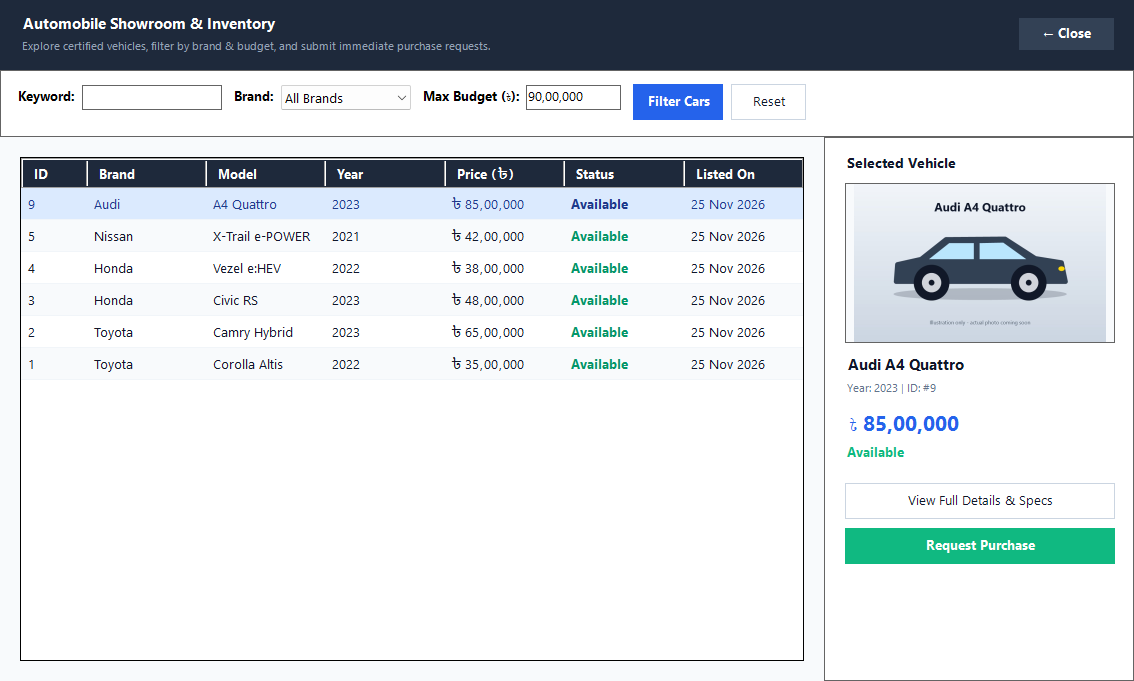 Automobile Showroom & Inventory
Explore certified vehicles, filter by brand & budget, and submit immediate purchase requests.
← Close
Keyword: Brand: All Brands Max Budget (৳): 90,00,000 Filter Cars Reset
ID Brand Model Year Price (৳) Status Listed On
9 Audi A4 Quattro 2023 ৳ 85,00,000 Available 25 Nov 2026
5 Nissan X-Trail e-POWER 2021 ৳ 42,00,000 Available 25 Nov 2026
4 Honda Vezel e:HEV 2022 ৳ 38,00,000 Available 25 Nov 2026
3 Honda Civic RS 2023 ৳ 48,00,000 Available 25 Nov 2026
2 Toyota Camry Hybrid 2023 ৳ 65,00,000 Available 25 Nov 2026
1 Toyota Corolla Altis 2022 ৳ 35,00,000 Available 25 Nov 2026
Selected Vehicle
Audi A4 Quattro
Illustration only - actual photo coming soon
Audi A4 Quattro
Year: 2023 | ID: #9
৳ 85,00,000
Available
View Full Details & Specs
Request Purchase